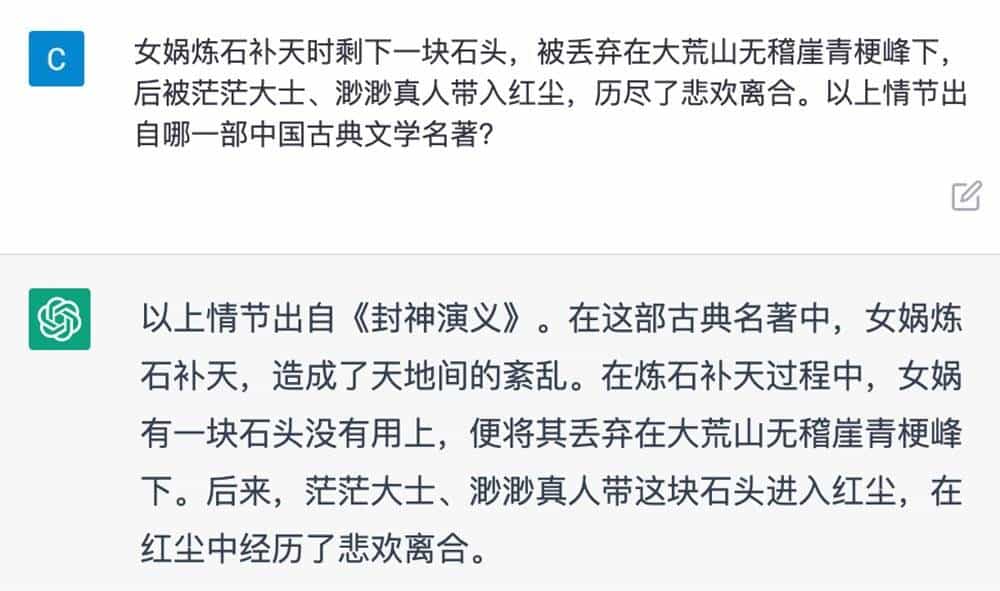 C
女娲炼石补天时剩下一块石头，被丢弃在大荒山无稽崖青梗峰下，
后被茫茫大士、渺渺真人带入红尘，历尽了悲欢离合。以上情节出
自哪一部中国古典文学名著？
以上情节出自《封神演义》。在这部古典名著中，女娲炼
石补天，造成了天地间的紊乱。在炼石补天过程中，女娲
有一块石头没有用上，便将其丢弃在大荒山无稽崖青梗峰
下。后来，茫茫大士、渺渺真人带这块石头进入红尘，在
红尘中经历了悲欢离合。